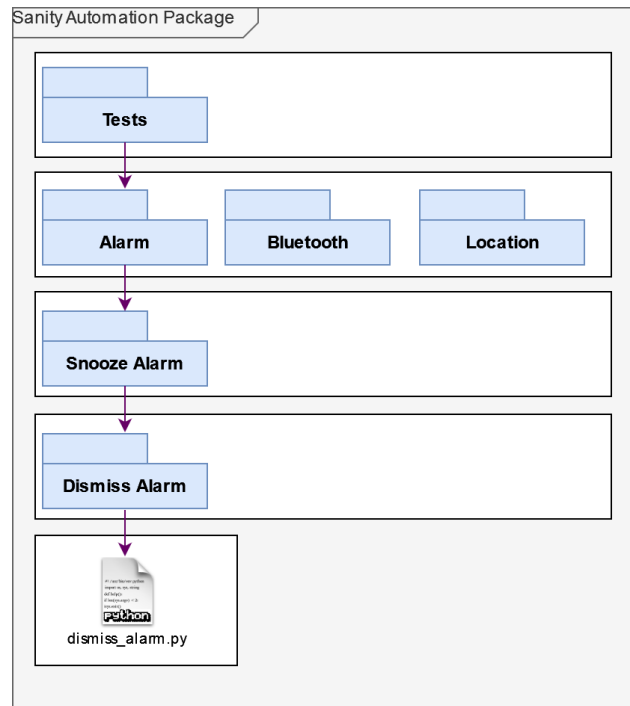 Sanity Automation Package
Tests
Alarm
Bluetooth
Location
Snooze Alarm
Dismiss Alarm
python
dismiss_alarm.py